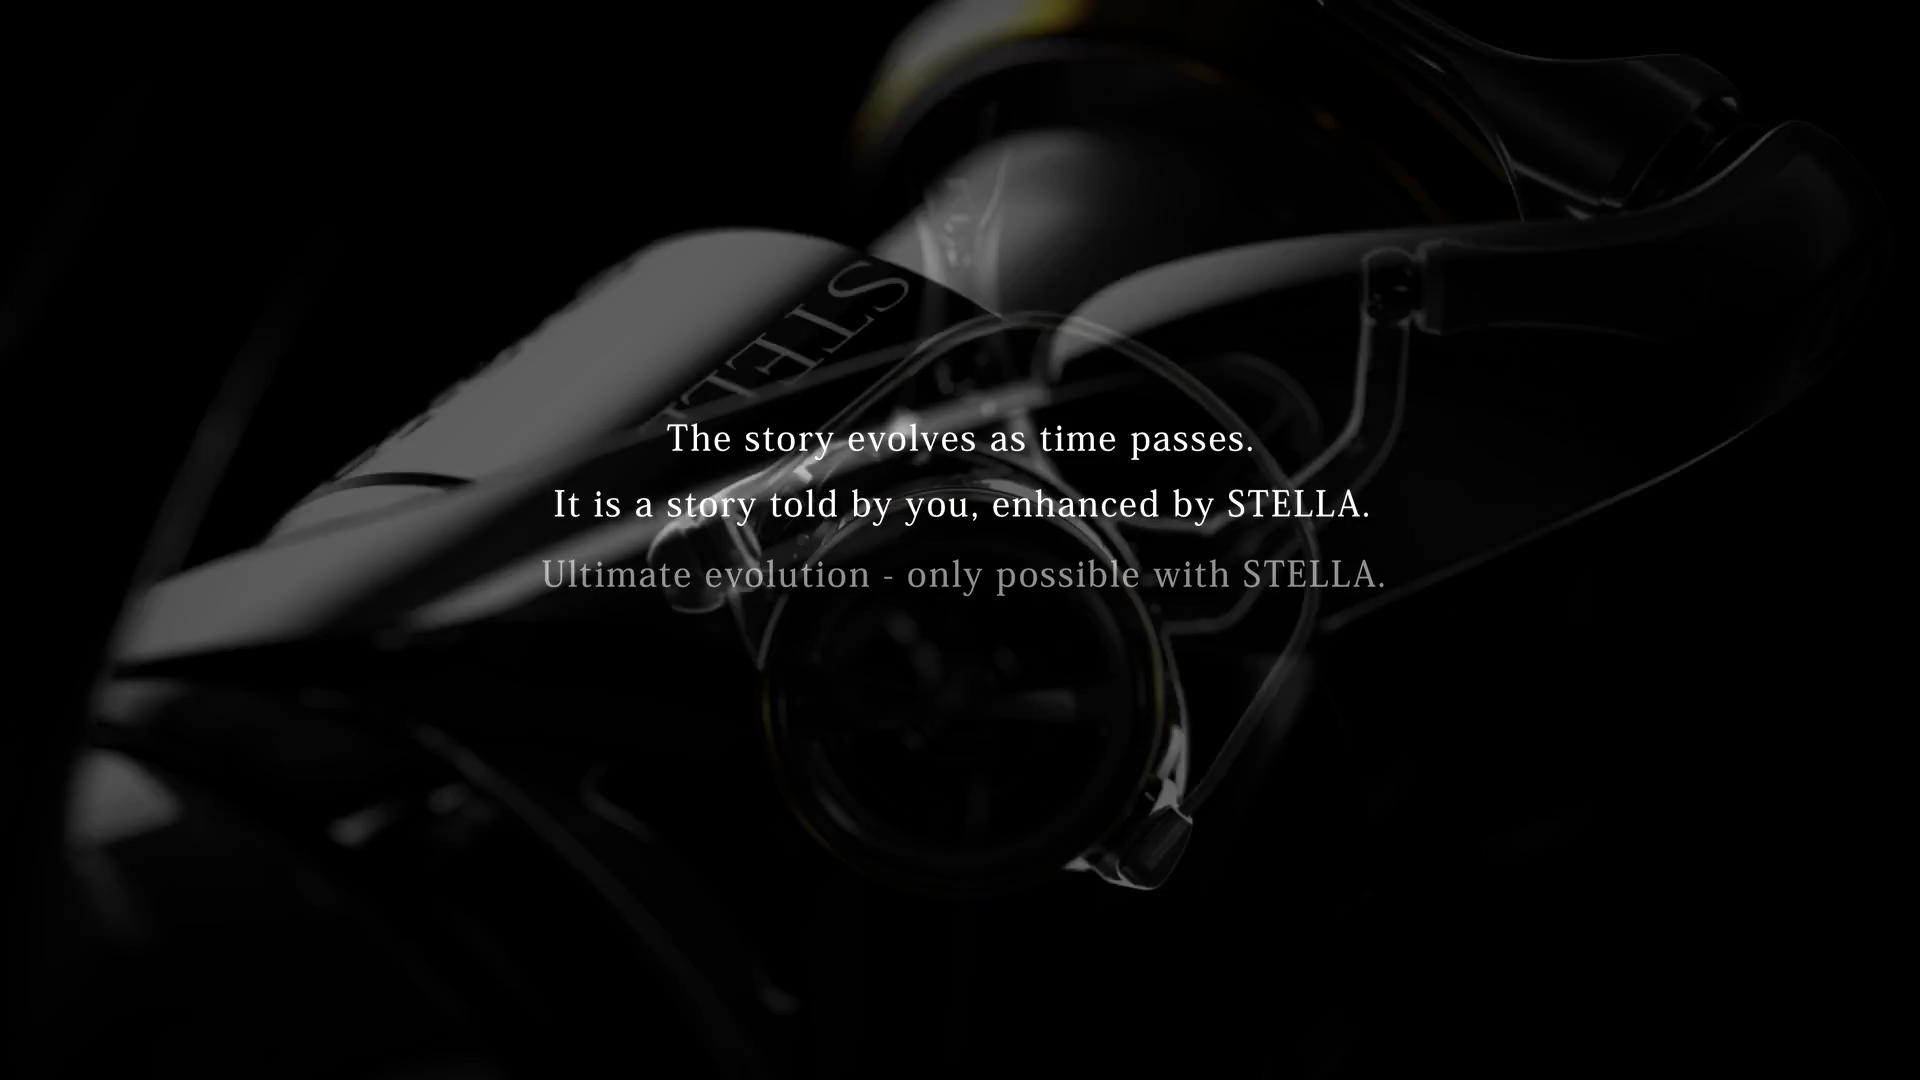 STELL
The story evolves as time passes.
It is a story told by you, enhanced by STELLA.
Ultimate evolution - only possible with STELLA.